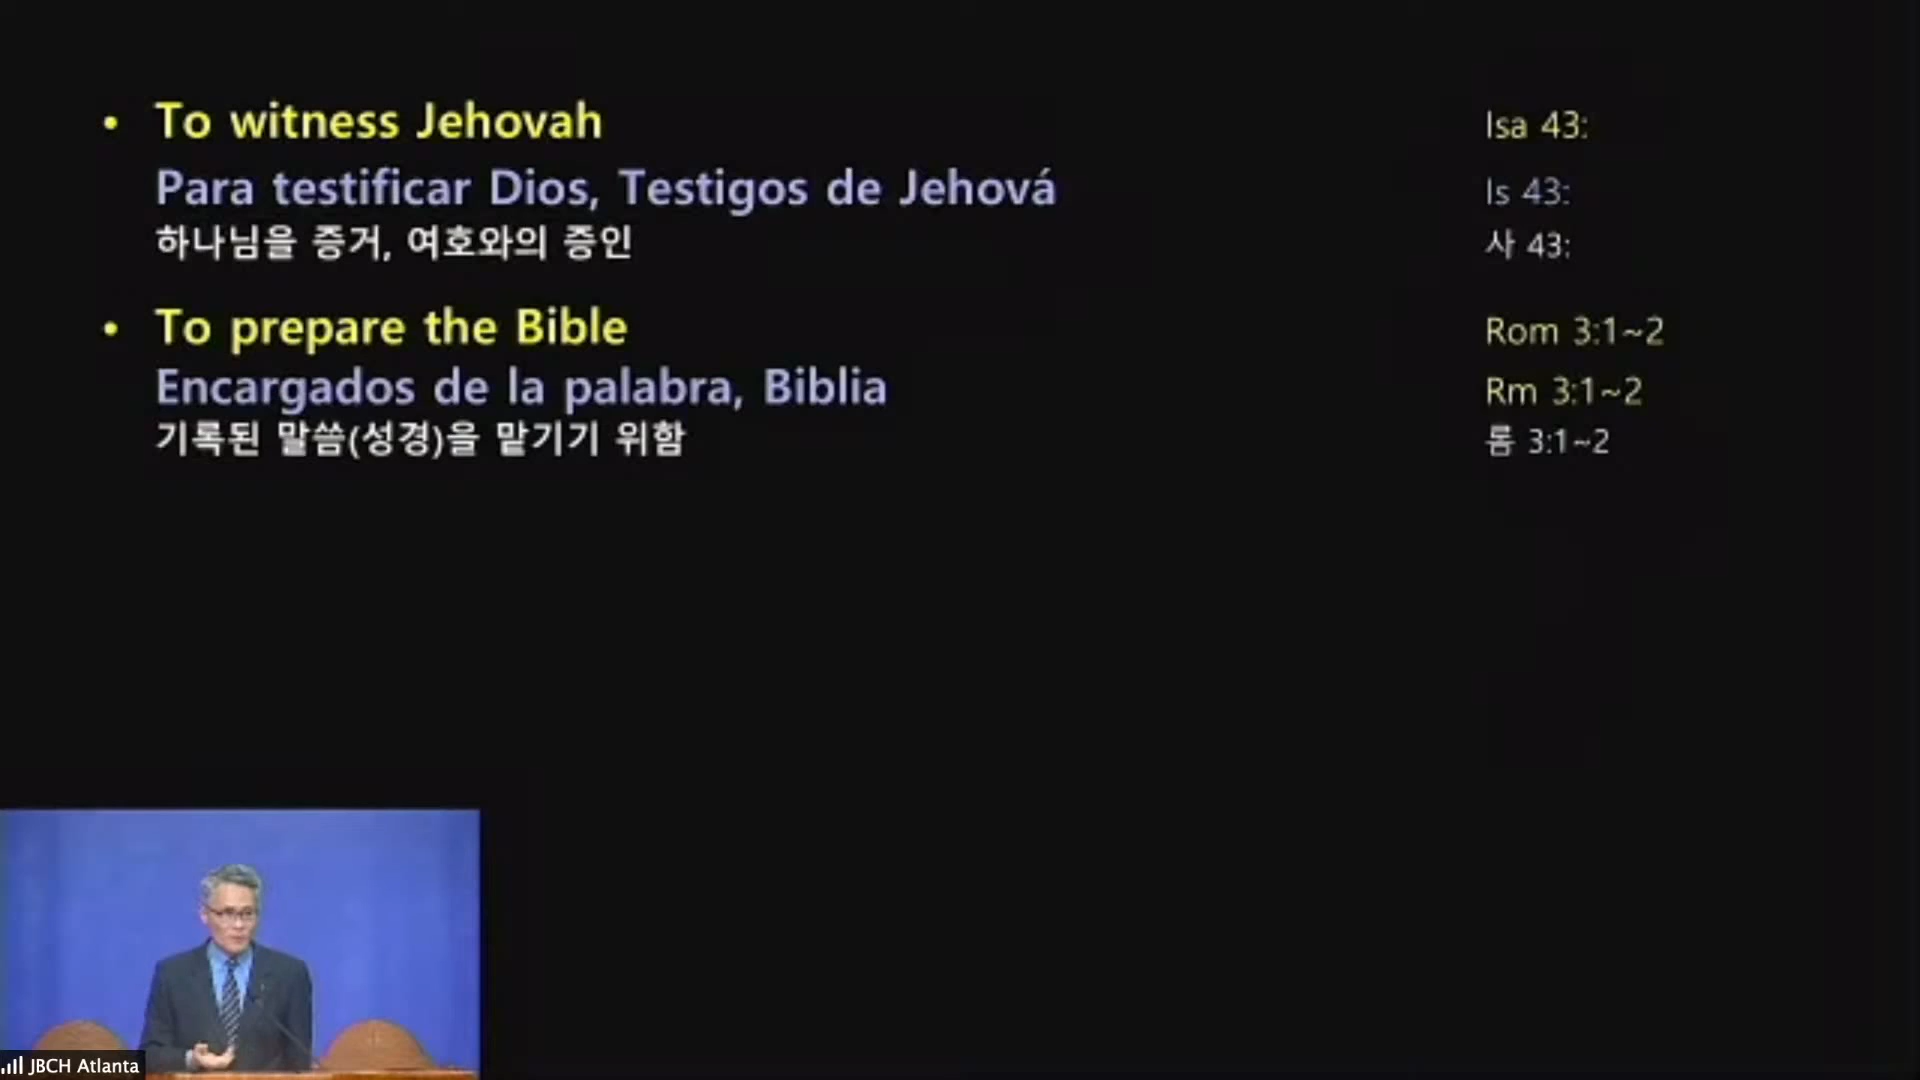 • To witness Jehovah Isa 43:
Para testificar Dios, Testigos de Jehová Is 43:
하나님을 증거, 여호와의 증인 사 43:
• To prepare the Bible Rom 3:1~2
Encargados de la palabra, Biblia Rm 3:1~2
기록된 말씀(성경)을 맡기기 위함 롬 3:1~2
JBCH Atlanta